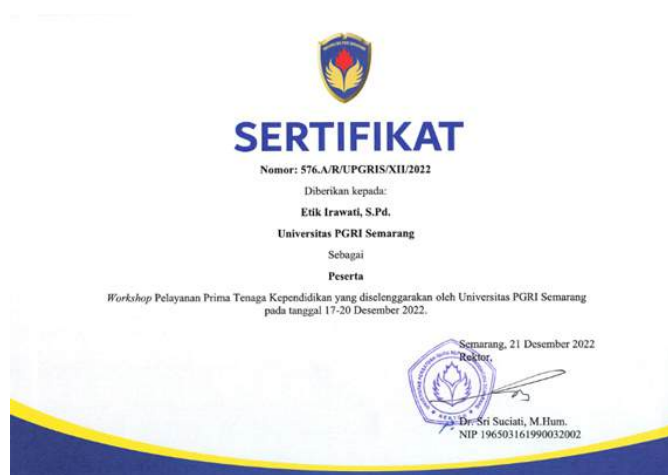 SERTIFIKAT
Nomor: 576.A/R/UPGRIS/XII/2022
Diberikan kepada:
Etik Irawati, S.Pd.
Universitas PGRI Semarang
Sebagai
Peserta
Workshop Pelayanan Prima Tenaga Kependidikan yang diselenggarakan oleh Universitas PGRI Semarang
pada tanggal 17-20 Desember 2022.
Semarang, 21 Desember 2022
Rektor,
Dr. Sri Suciati, M.Hum.
NIP 196503161990032002